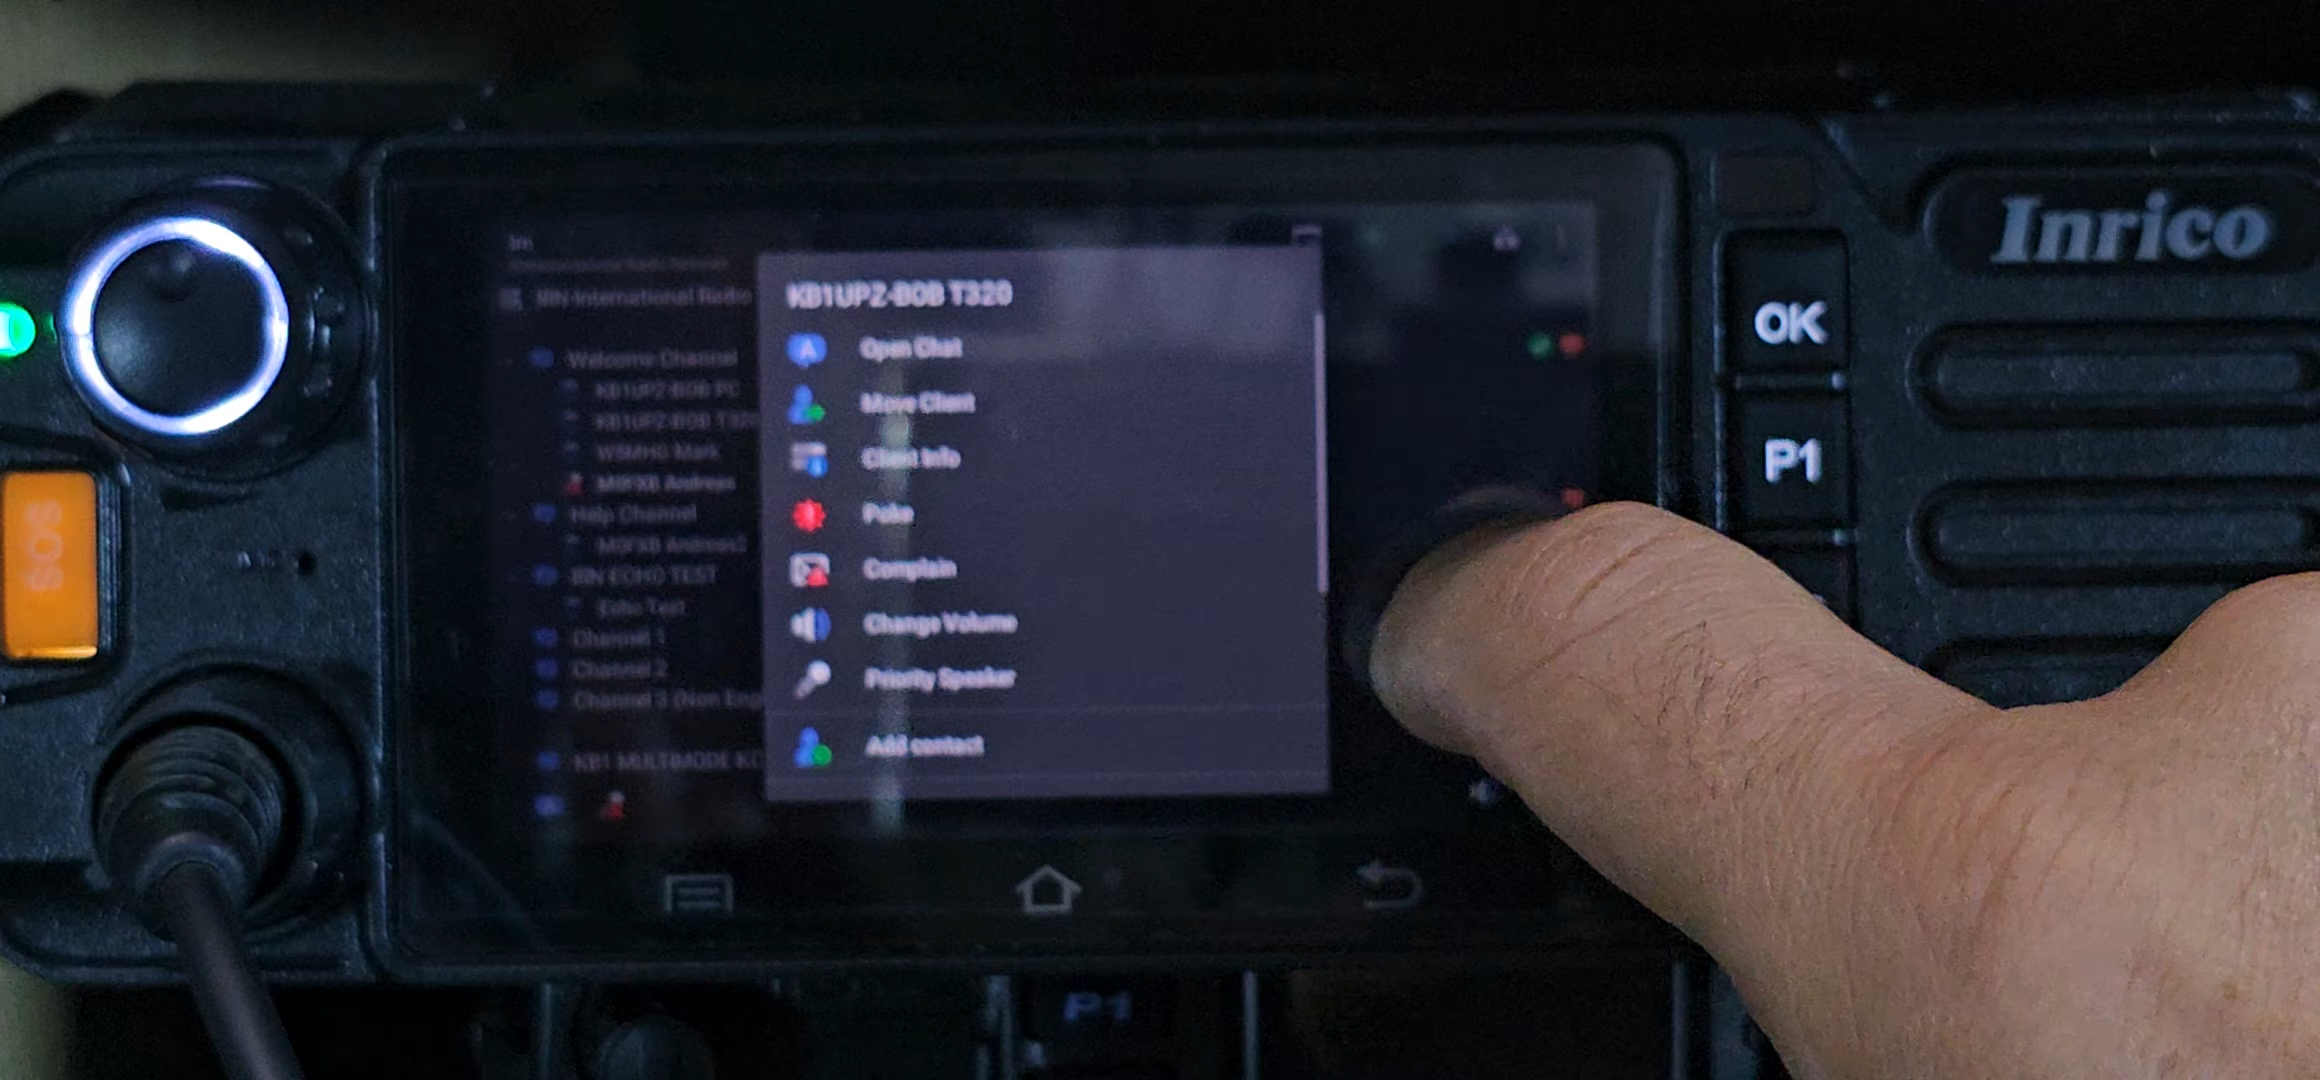 Inrico
OK
P1
SOS
IRN-International Radio
Welcome Channel
KB1UPZ-BOB PC
KB1UPZ-BOB T320
W5MHG Mark
M0FXB Andreas
Help Channel
M0FXB Andreas2
IRN ECHO TEST
Echo Test
Channel 1
Channel 2
Channel 3 (Non Eng
KB1 MULTIMODE
KB1UPZ-BOB T320
Open Chat
Move Client
Client Info
Poke
Complain
Change Volume
Priority Speaker
Add contact
P1